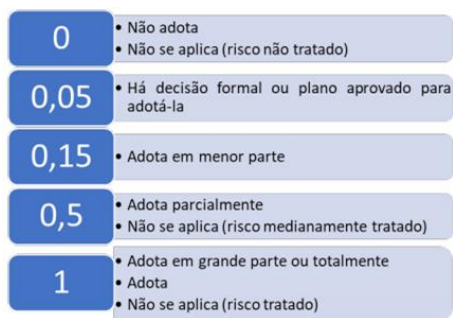 0
• Não adota
• Não se aplica (risco não tratado)
0,05
• Há decisão formal ou plano aprovado para
adotá-la
0,15
• Adota em menor parte
0,5
• Adota parcialmente
• Não se aplica (risco medianamente tratado)
1
• Adota em grande parte ou totalmente
• Adota
• Não se aplica (risco tratado)